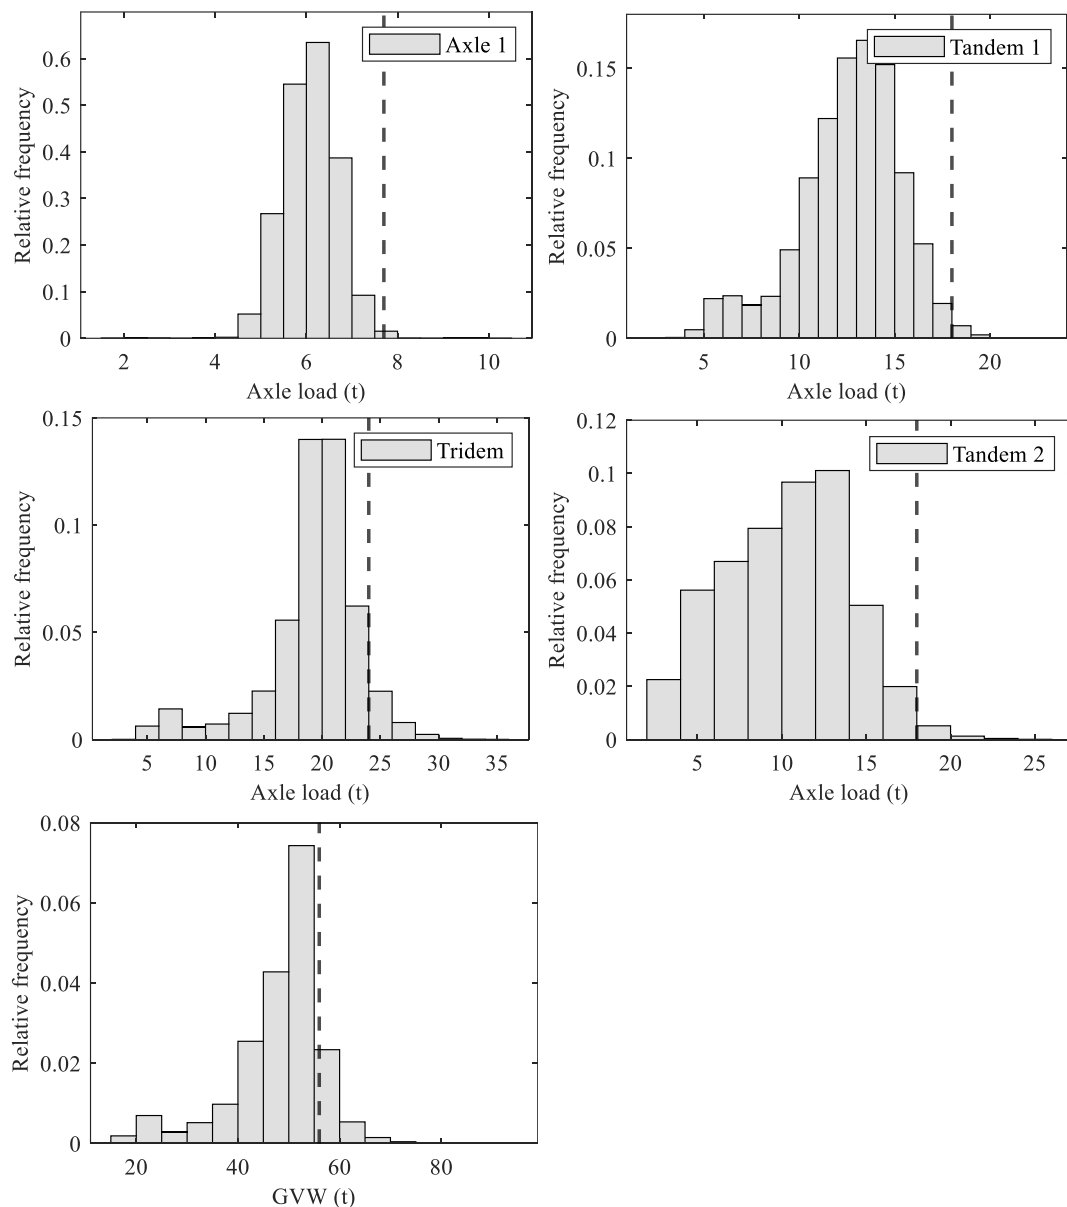 0.6
0.5
0.4
0.3
0.2
0.1
0
2 4 6 8 10
Relative frequency
Axle load (t)
Axle 1
0.15
0.1
0.05
0
5 10 15 20
Relative frequency
Axle load (t)
Tandem 1
0.15
0.1
0.05
0
5 10 15 20 25 30 35
Relative frequency
Axle load (t)
Tridem
0.12
0.1
0.08
0.06
0.04
0.02
0
5 10 15 20 25
Relative frequency
Axle load (t)
Tandem 2
0.08
0.06
0.04
0.02
0
20 40 60 80
Relative frequency
GVW (t)